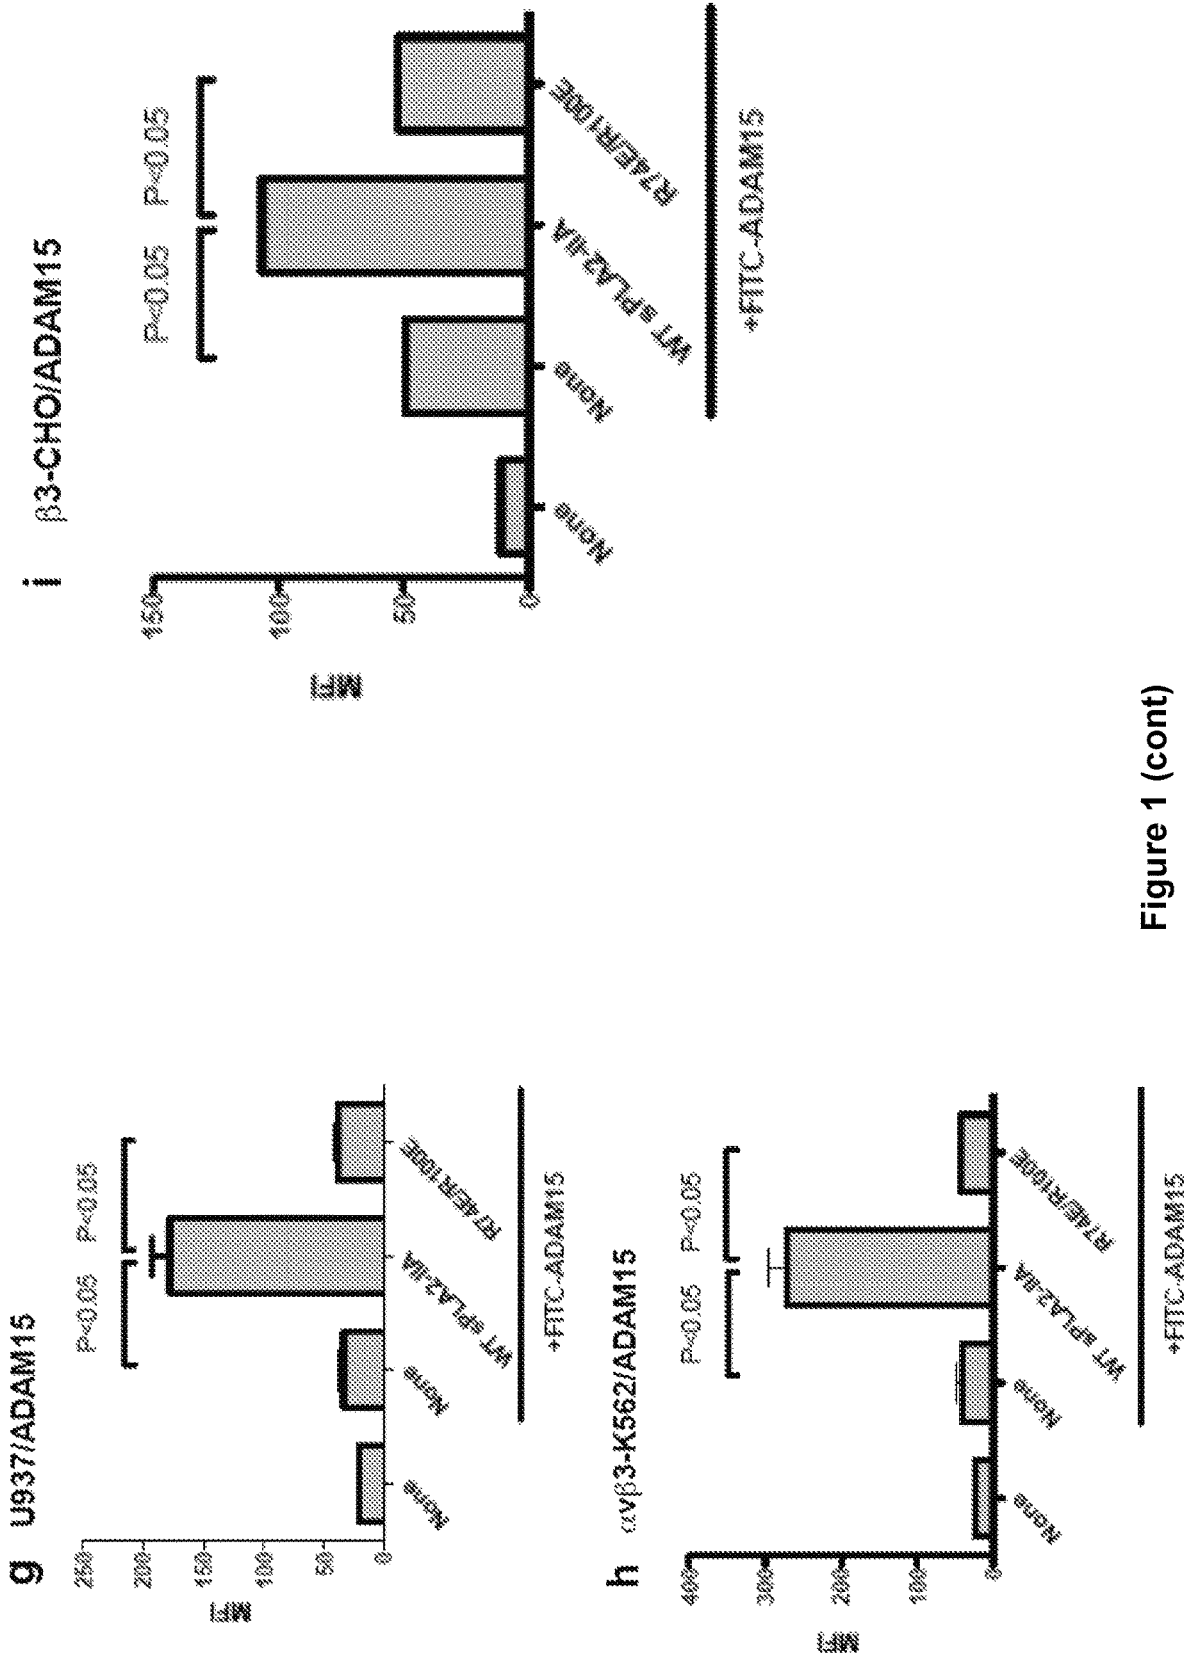 g U937/ADAM15
MFI
250
200
150
100
50
0
P<0.05 P<0.05
None None WT sPLA2-IIA R74E/R100E
+FITC-ADAM15
h αvβ3-K562/ADAM15
MFI
400
300
200
100
0
P<0.05 P<0.05
None None WT sPLA2-IIA R74E/R100E
+FITC-ADAM15
i β3-CHO/ADAM15
MFI
150
100
50
0
P<0.05 P<0.05
None None WT sPLA2-IIA R74E/R100E
+FITC-ADAM15
Figure 1 (cont)